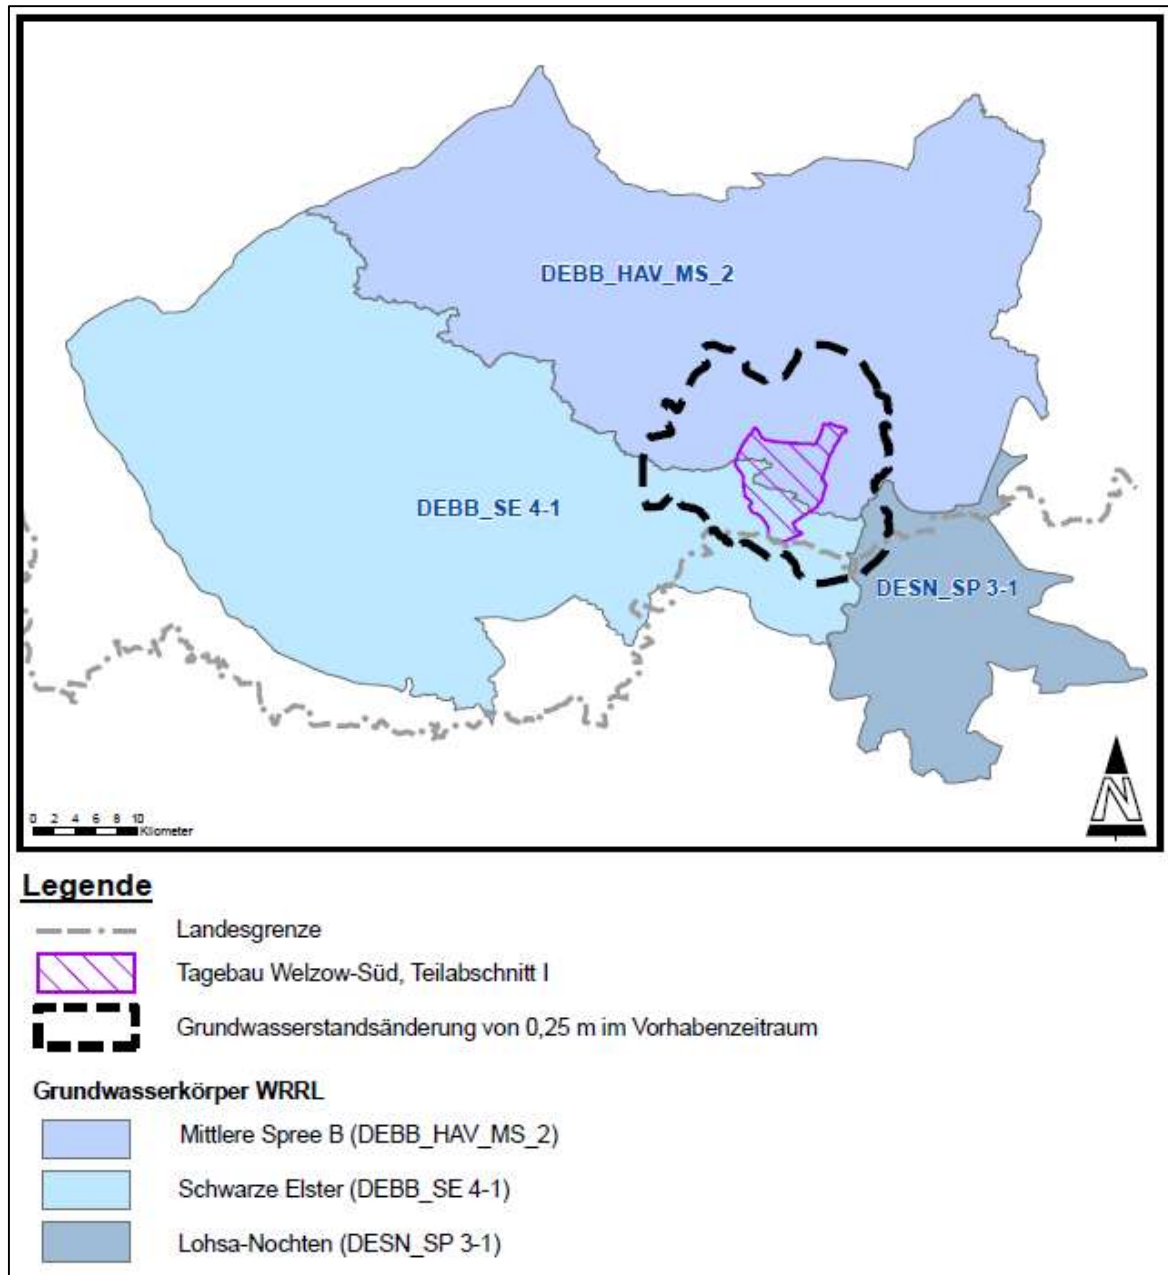 DEBB_HAV_MS_2
DEBB_SE 4-1
DESN_SP 3-1
N
0 2 4 6 8 10
Kilometer
Legende
Landesgrenze
Tagebau Welzow-Süd, Teilabschnitt I
Grundwasserstandsänderung von 0,25 m im Vorhabenzeitraum
Grundwasserkörper WRRL
Mittlere Spree B (DEBB_HAV_MS_2)
Schwarze Elster (DEBB_SE 4-1)
Lohsa-Nochten (DESN_SP 3-1)